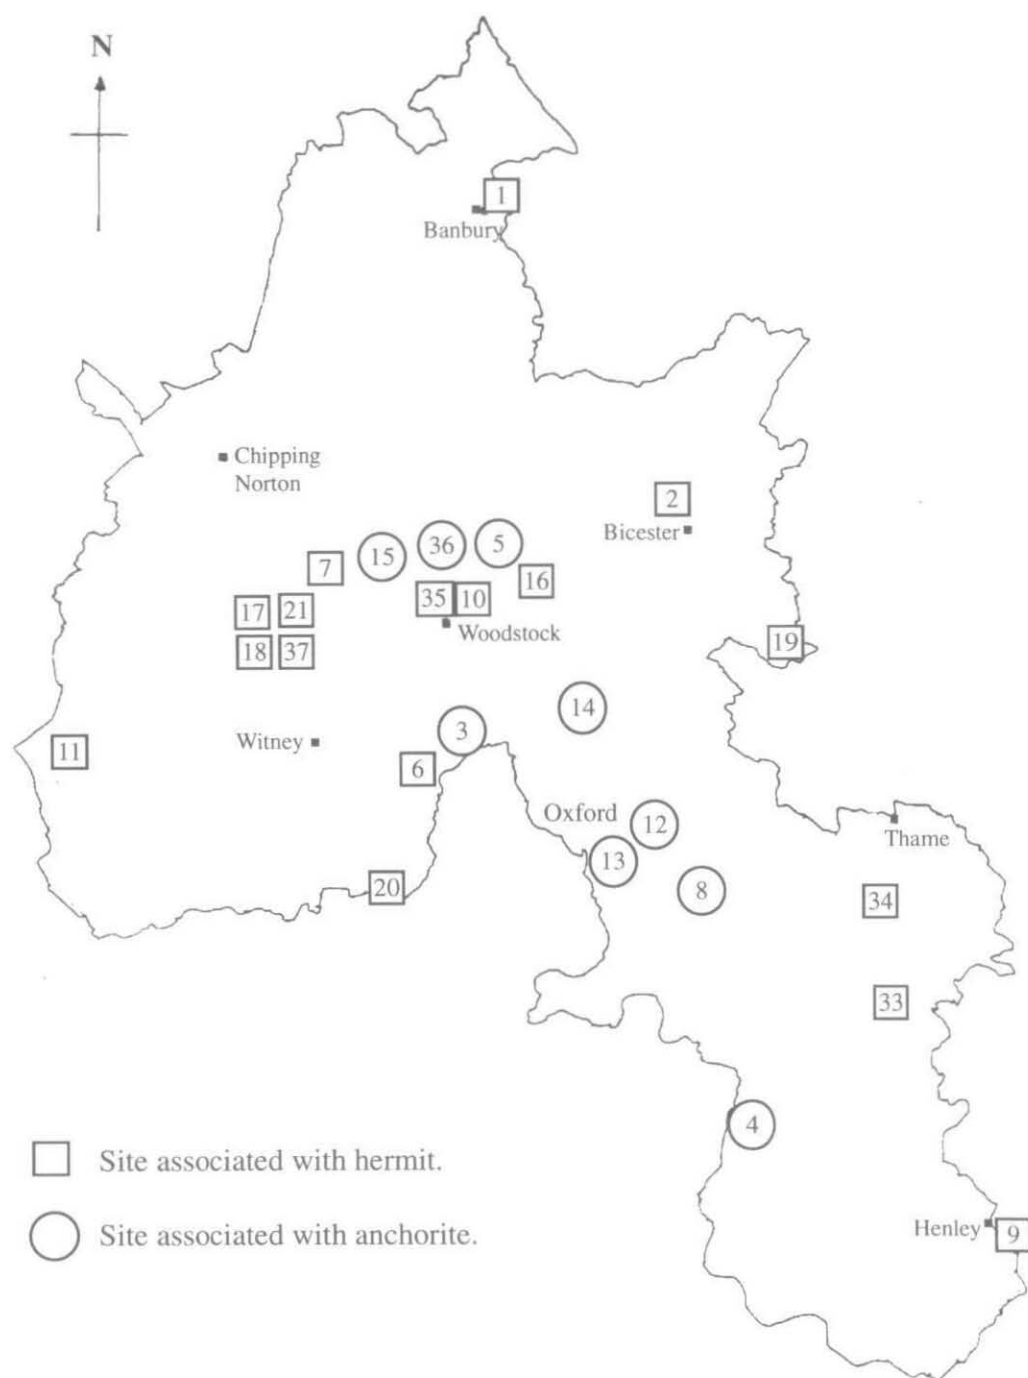 N
1
Banbury
Chipping
Norton
2
Bicester
15
36
5
7
16
35
10
17
21
Woodstock
18
37
19
14
3
11
Witney
6
Oxford
12
Thame
13
8
20
34
33
4
Site associated with hermit.
Henley
9
Site associated with anchorite.